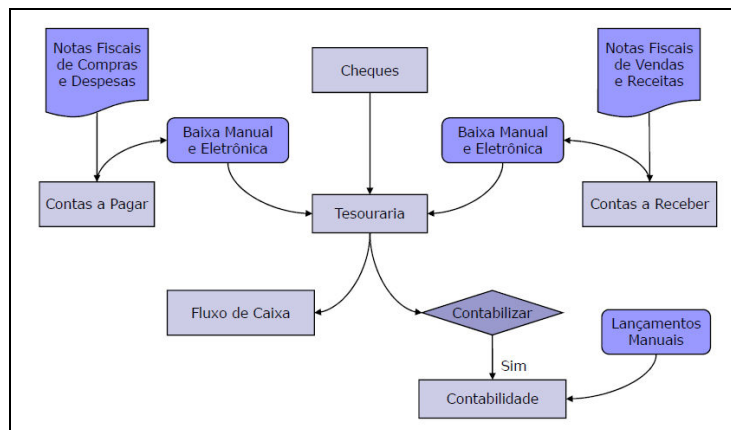 Notas Fiscais
de Compras
e Despesas
Cheques
Notas Fiscais
de Vendas
e Receitas
Baixa Manual
e Eletrônica
Baixa Manual
e Eletrônica
Contas a Pagar
Tesouraria
Contas a Receber
Fluxo de Caixa
Contabilizar
Lançamentos
Manuais
Sim
Contabilidade